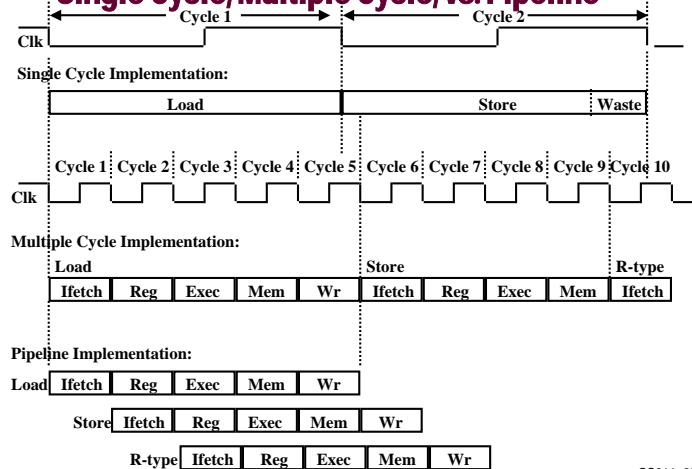 Single Cycle/Multiple Cycle/vs. Pipeline
Cycle 1 Cycle 2
Clk
Single Cycle Implementation:
Load Store Waste
Cycle 1 Cycle 2 Cycle 3 Cycle 4 Cycle 5 Cycle 6 Cycle 7 Cycle 8 Cycle 9 Cycle 10
Clk
Multiple Cycle Implementation:
Load Store R-type
Ifetch Reg Exec Mem Wr Ifetch Reg Exec Mem Ifetch
Pipeline Implementation:
Load Ifetch Reg Exec Mem Wr
Store Ifetch Reg Exec Mem Wr
R-type Ifetch Reg Exec Mem Wr